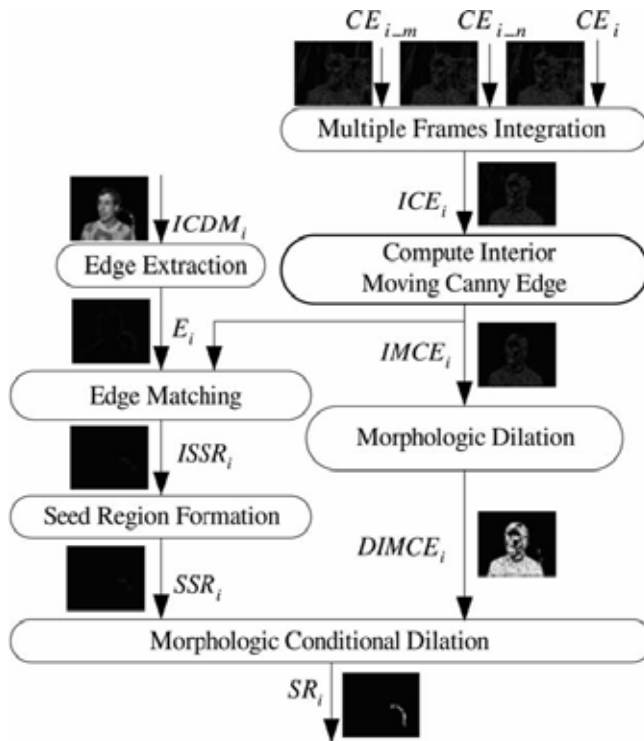 CE_{i_m} CE_{i_n} CE_i
Multiple Frames Integration
ICE_i
ICDM_i
Edge Extraction
Compute Interior
Moving Canny Edge
E_i
IMCE_i
Edge Matching
Morphologic Dilation
ISSR_i
Seed Region Formation
DIMCE_i
SSR_i
Morphologic Conditional Dilation
SR_i